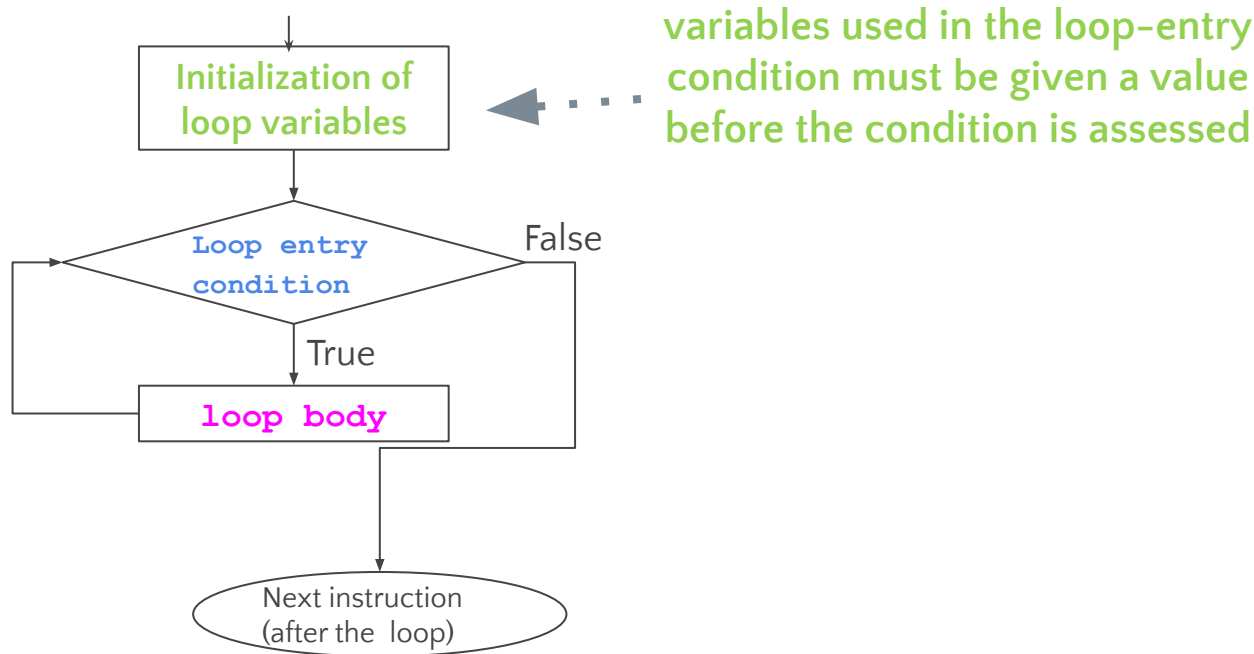 variables used in the loop-entry
condition must be given a value
before the condition is assessed
Initialization of
loop variables
Loop entry
condition
False
True
loop body
Next instruction
(after the loop)